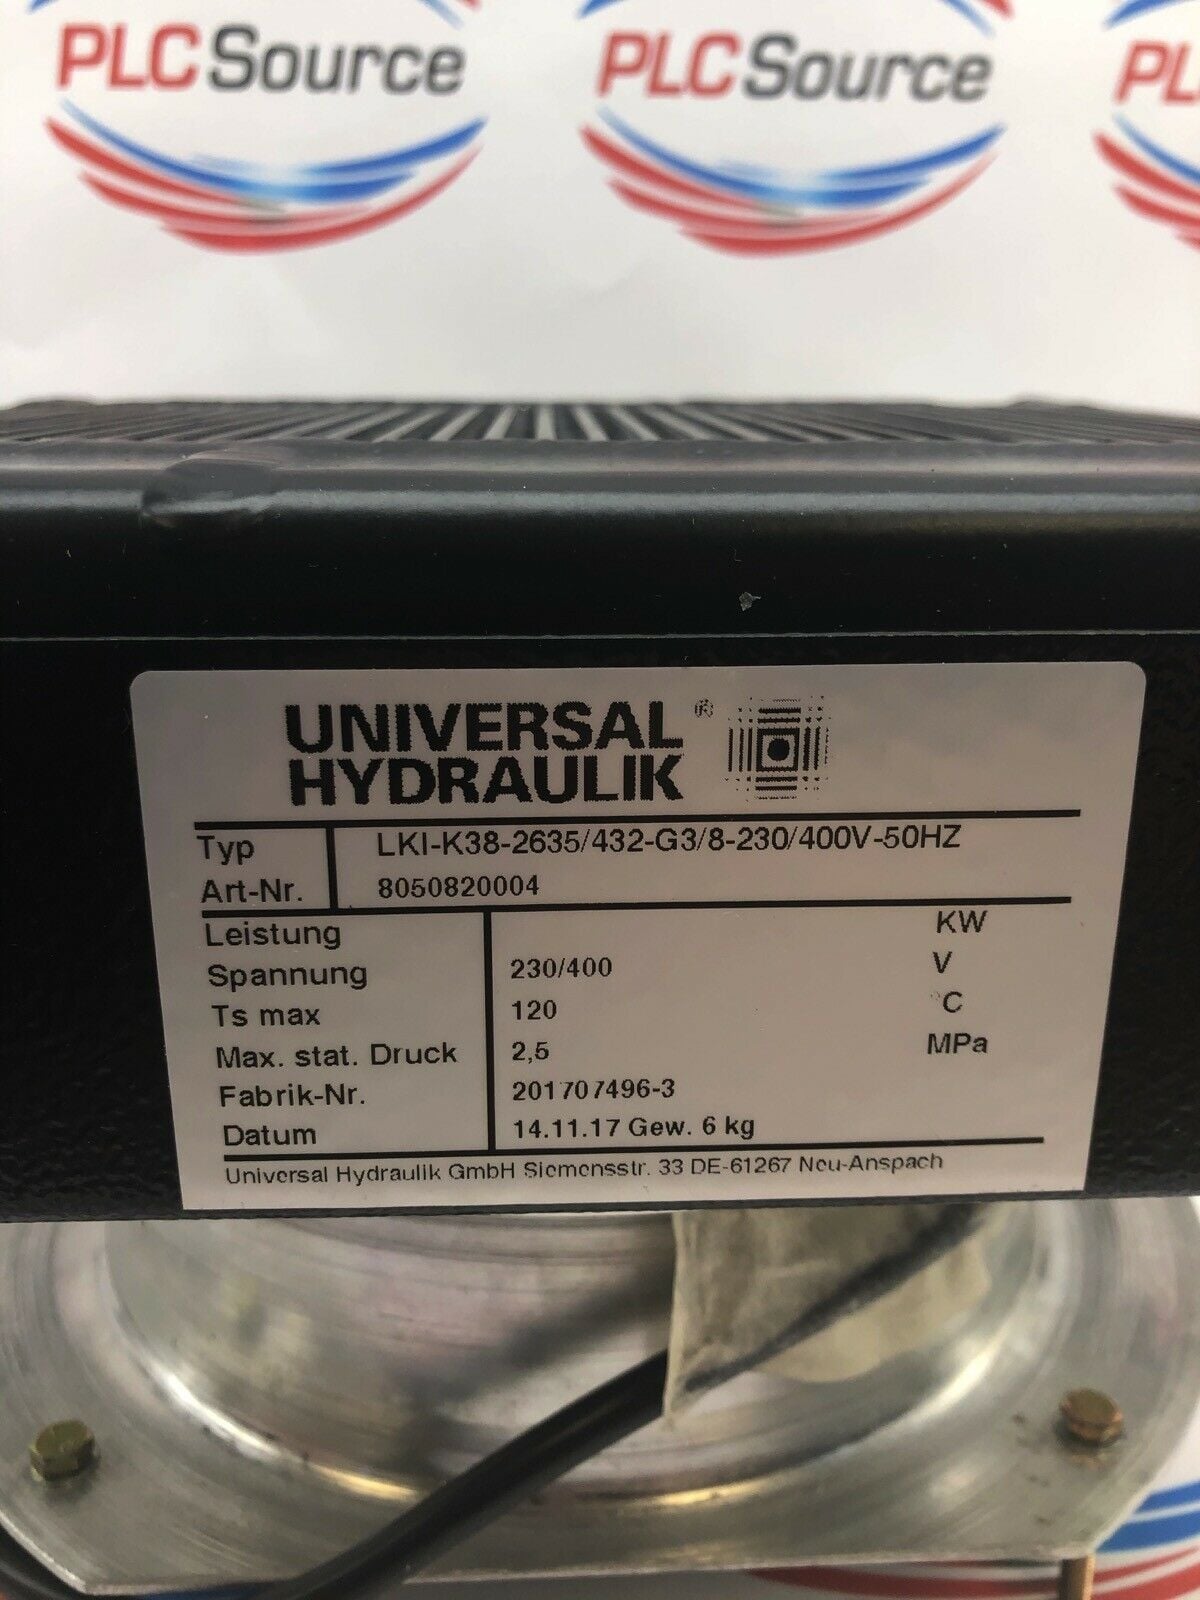 PLCSource PLCSource PLCS
UNIVERSAL ®
HYDRAULIK
Typ LKI-K38-2635/432-G3/8-230/400V-50HZ
Art-Nr. 8050820004
Leistung KW
Spannung 230/400 V
Ts max 120 °C
Max. stat. Druck 2,5 MPa
Fabrik-Nr. 201707496-3
Datum 14.11.17 Gew. 6 kg
Universal Hydraulik GmbH Siemensstr. 33 DE-61267 Neu-Anspach